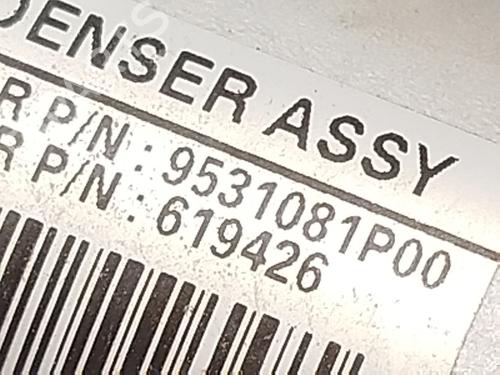 DENSER ASSY
R P/N : 9531081P00
R P/N : 619426